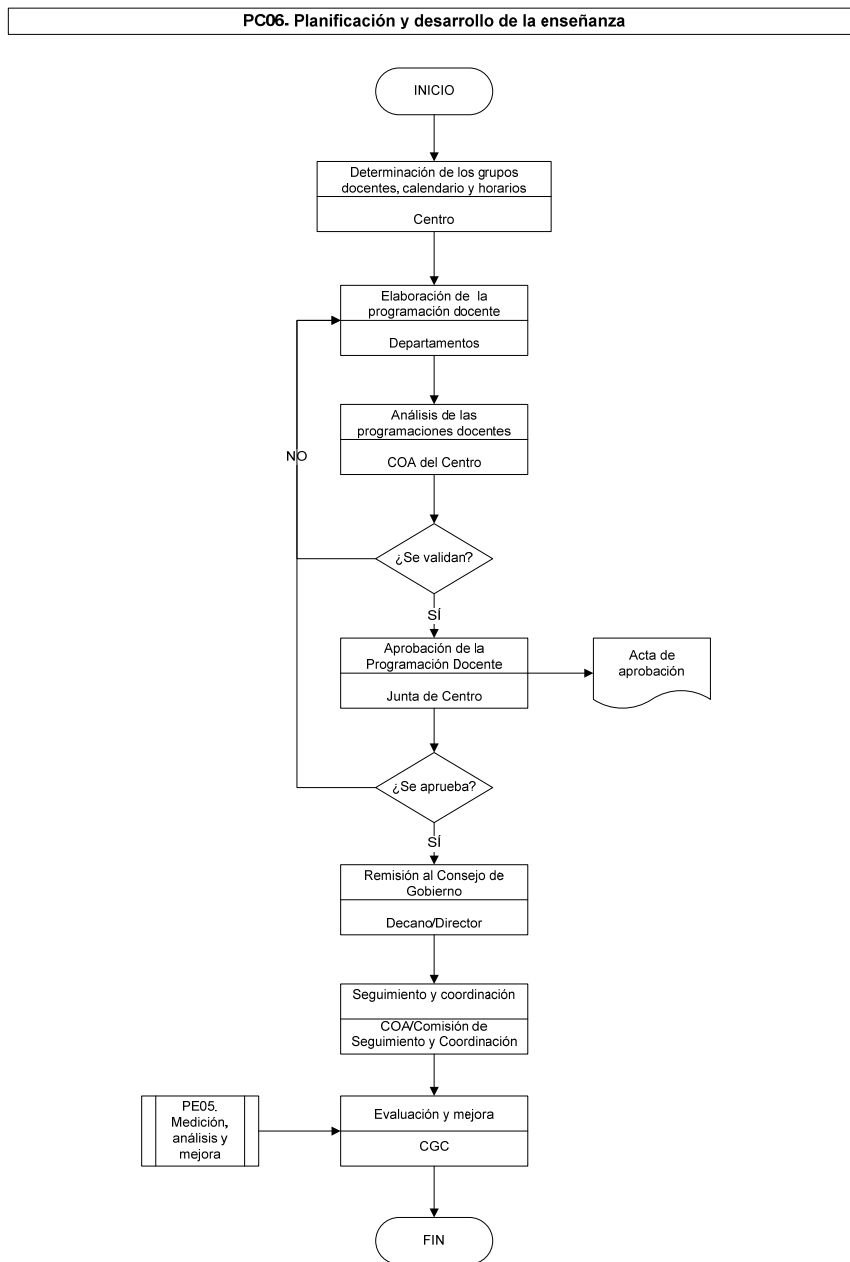 PC06. Planificación y desarrollo de la enseñanza
INICIO
Determinación de los grupos
docentes, calendario y horarios
Centro
Elaboración de la
programación docente
Departamentos
Análisis de las
programaciones docentes
COA del Centro
NO
¿Se validan?
SÍ
Aprobación de la
Programación Docente
Junta de Centro
Acta de
aprobación
¿Se aprueba?
SÍ
Remisión al Consejo de
Gobierno
Decano/Director
Seguimiento y coordinación
COA/Comisión de
Seguimiento y Coordinación
PE05.
Medición,
análisis y
mejora
Evaluación y mejora
CGC
FIN